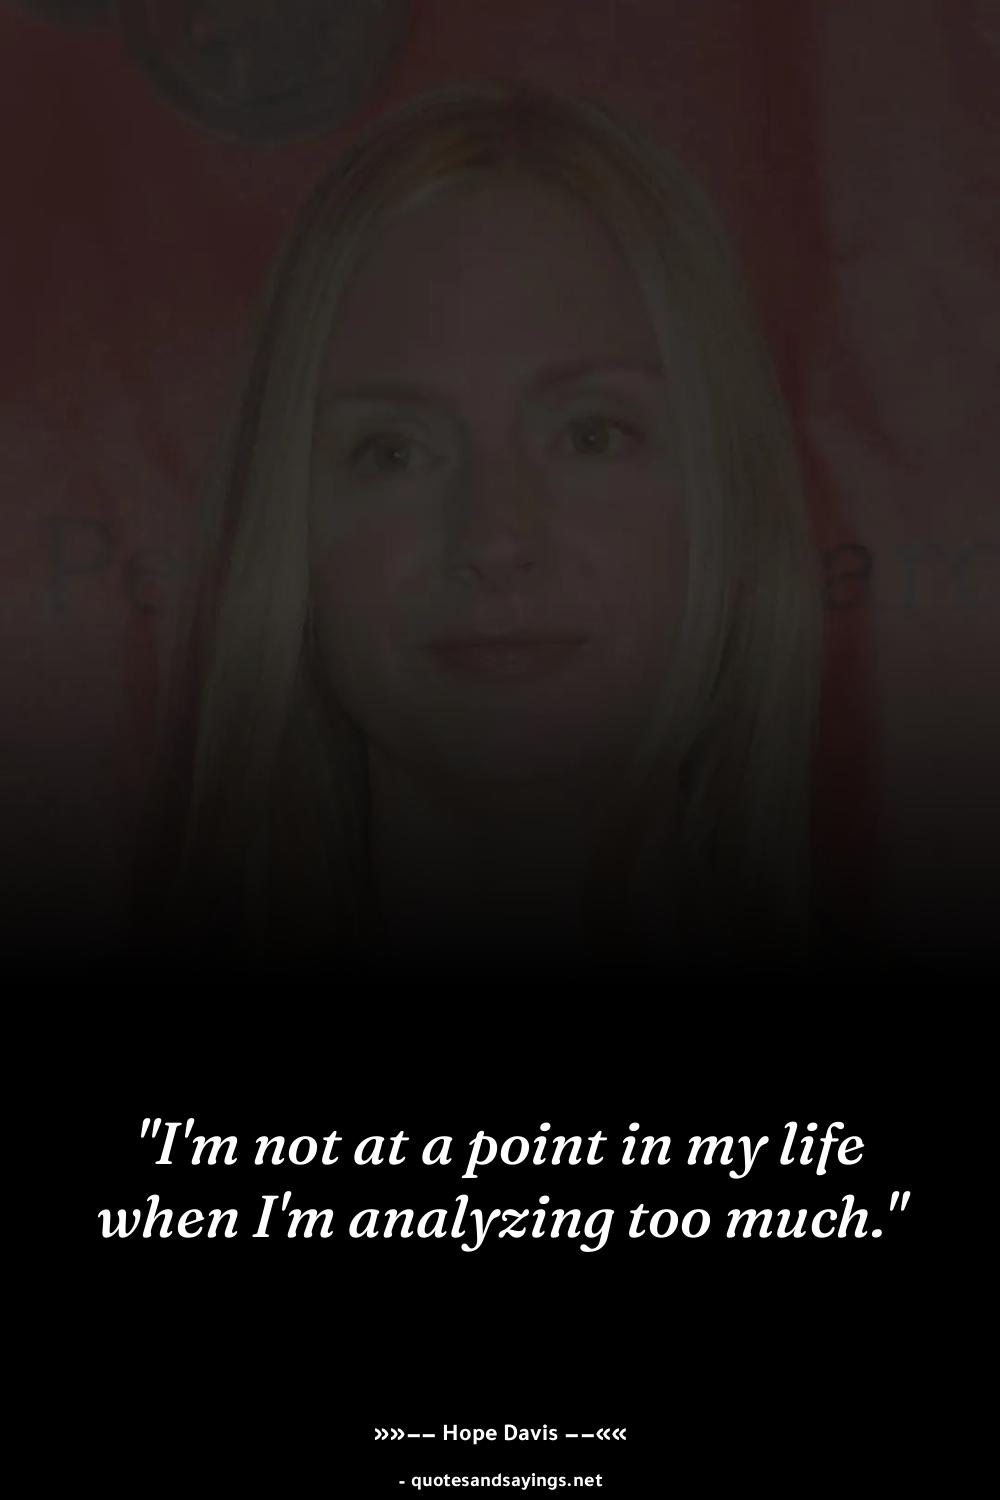 "I'm not at a point in my life
when I'm analyzing too much."
»»–– Hope Davis ––««
- quotesandsayings.net